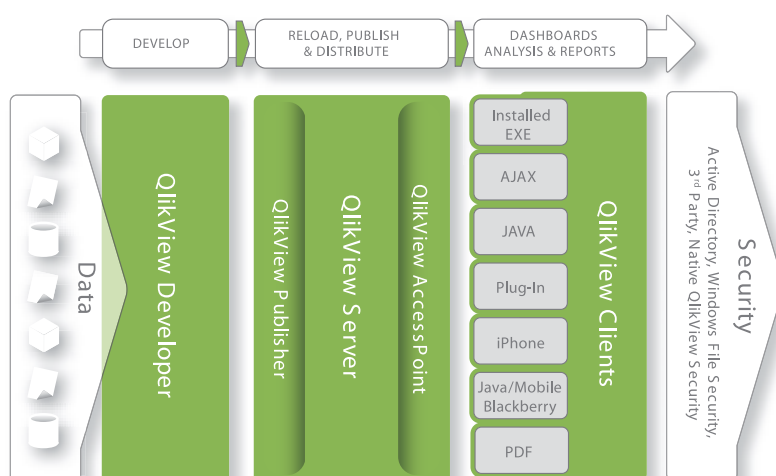 DEVELOP
RELOAD, PUBLISH
& DISTRIBUTE
DASHBOARDS
ANALYSIS & REPORTS
Data
QlikView Developer
QlikView Publisher
QlikView Server
QlikView AccessPoint
Installed
EXE
AJAX
JAVA
Plug-In
iPhone
Java/Mobile
Blackberry
PDF
QlikView Clients
Security
Active Directory, Windows File Security,
3rd Party, Native QlikView Security